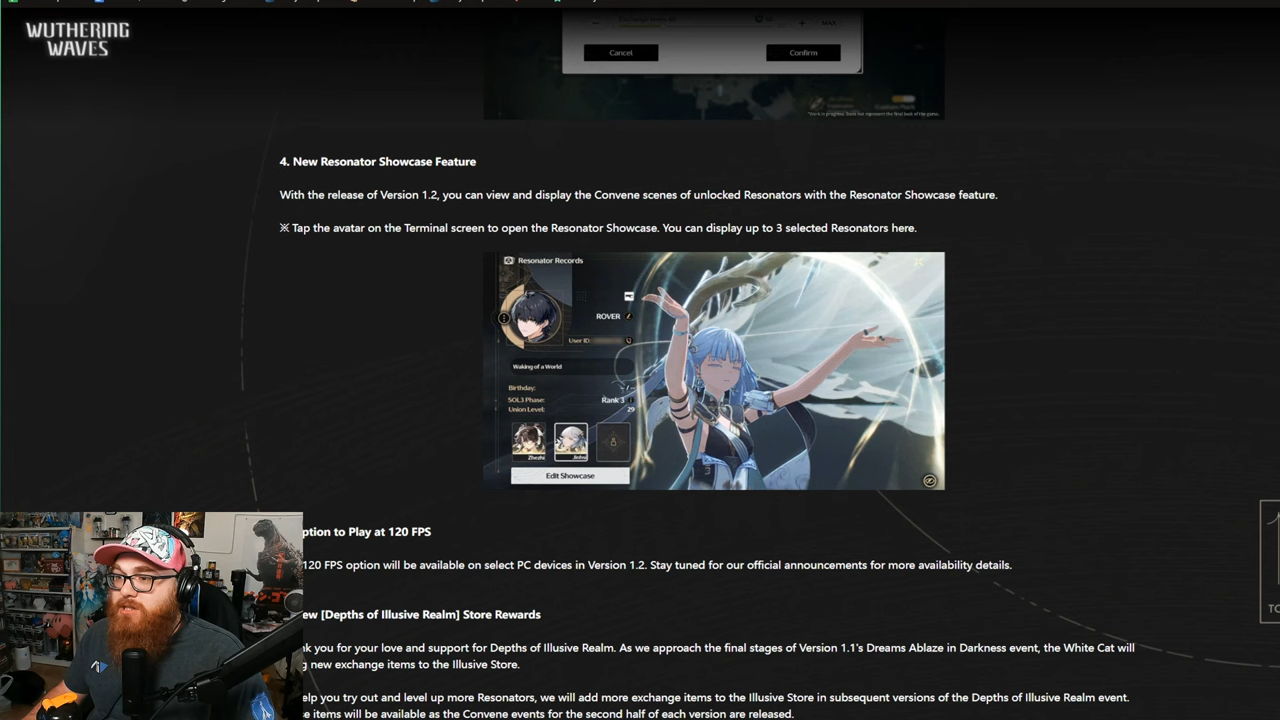 WUTHERING
WAVES
MAX
Cancel
Confirm
4. New Resonator Showcase Feature
With the release of Version 1.2, you can view and display the Convene scenes of unlocked Resonators with the Resonator Showcase feature.
※ Tap the avatar on the Terminal screen to open the Resonator Showcase. You can display up to 3 selected Resonators here.
Resonator Records
ROVER
User ID
Waking of a World
Birthday: --/--
SOL3 Phase: Rank 3
Union Level: 29
Zhezhi
Jinhsi
Edit Showcase
ption to Play at 120 FPS
120 FPS option will be available on select PC devices in Version 1.2. Stay tuned for our official announcements for more availability details.
ew [Depths of Illusive Realm] Store Rewards
nk you for your love and support for Depths of Illusive Realm. As we approach the final stages of Version 1.1's Dreams Ablaze in Darkness event, the White Cat will
g new exchange items to the Illusive Store.
elp you try out and level up more Resonators, we will add more exchange items to the Illusive Store in subsequent versions of the Depths of Illusive Realm event.
e items will be available as the Convene events for the second half of each version are released.